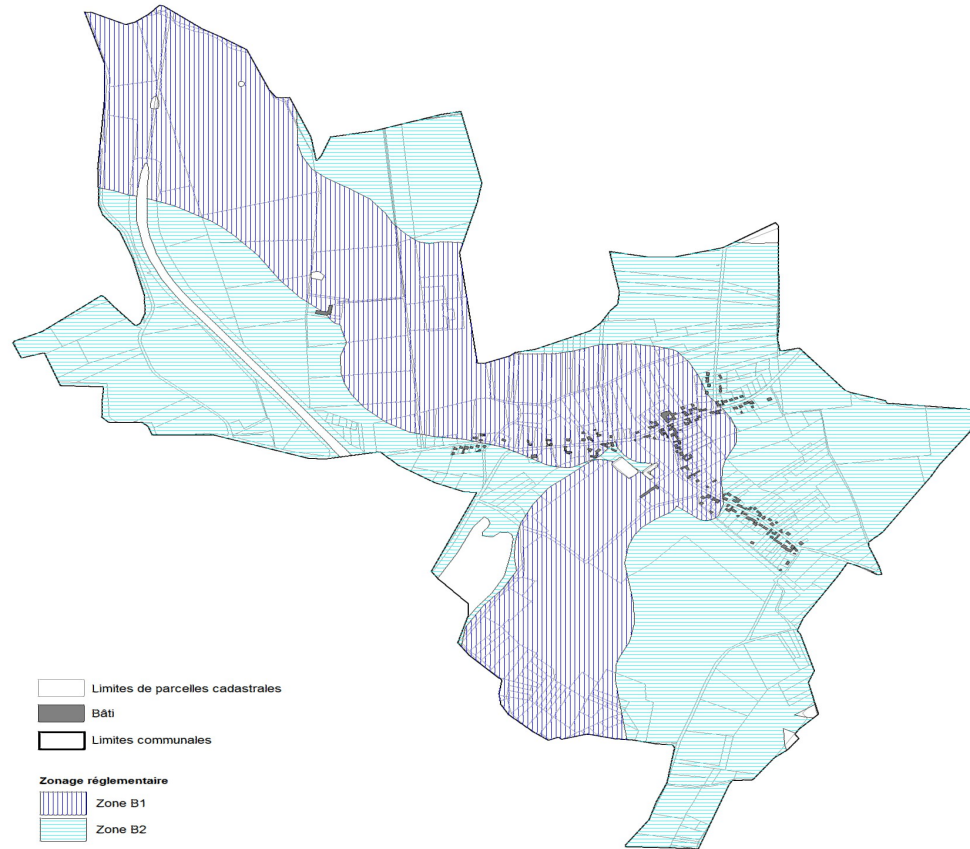 Limites de parcelles cadastrales
Bâti
Limites communales
Zonage réglementaire
Zone B1
Zone B2